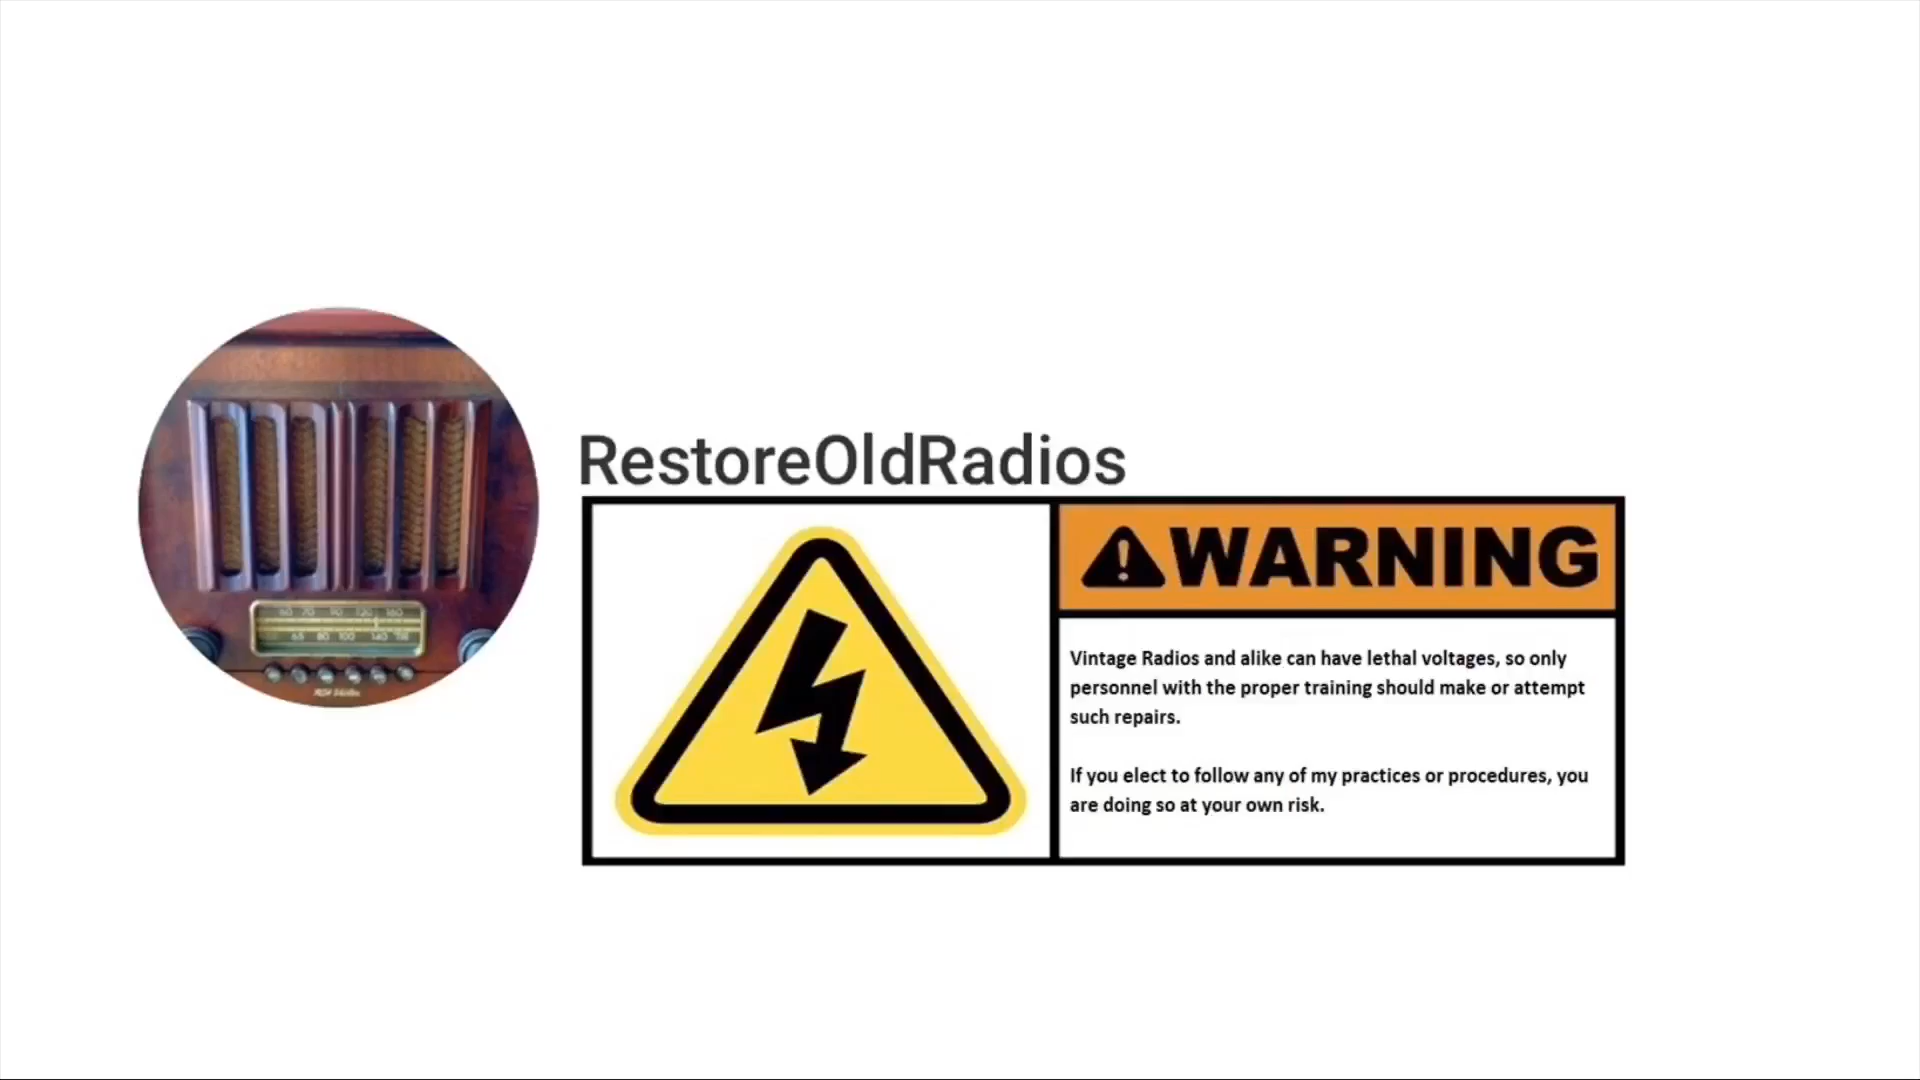 RestoreOldRadios
WARNING
Vintage Radios and alike can have lethal voltages, so only
personnel with the proper training should make or attempt
such repairs.
If you elect to follow any of my practices or procedures, you
are doing so at your own risk.